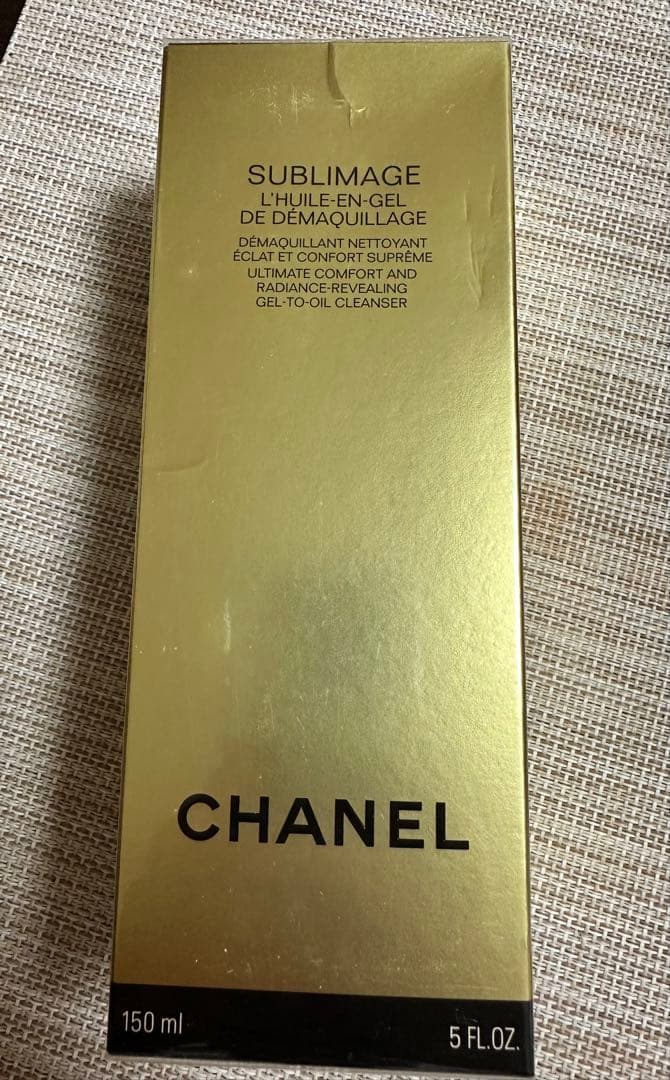 SUBLIMAGE
L'HUILE-EN-GEL
DE DÉMAQUILLAGE
DÉMAQUILLANT NETTOYANT
ÉCLAT ET CONFORT SUPRÊME
ULTIMATE COMFORT AND
RADIANCE-REVEALING
GEL-TO-OIL CLEANSER
CHANEL
150 ml
5 FL.OZ.